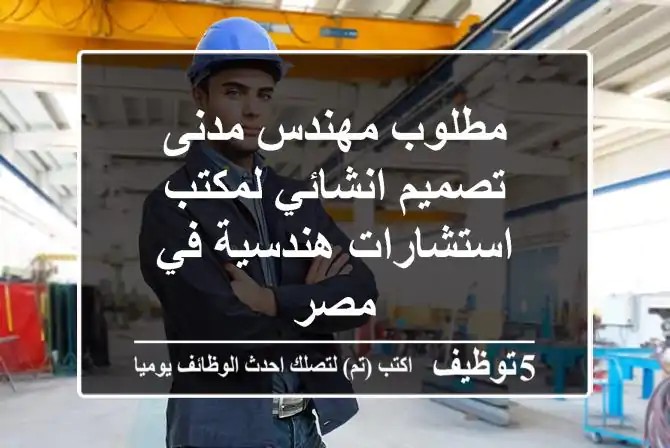 مطلوب مهندس مدنى
تصميم انشائي لمكتب
استشارات هندسية في
مصر
5توظيف اكتب (تم) لتصلك احدث الوظائف يوميا